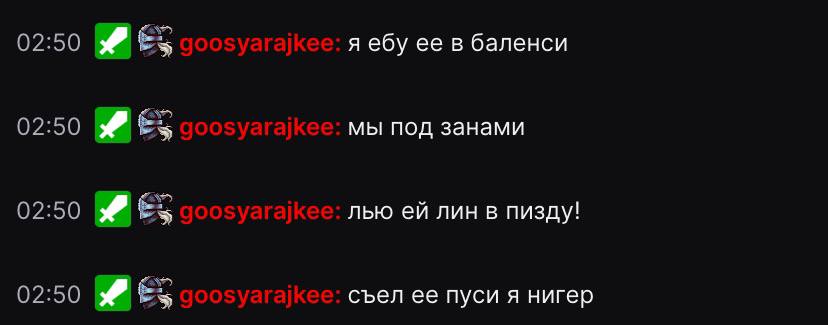 02:50 goosyarajkee: я ебу ее в баленси
02:50 goosyarajkee: мы под занами
02:50 goosyarajkee: лью ей лин в пизду!
02:50 goosyarajkee: съел ее пуси я нигер